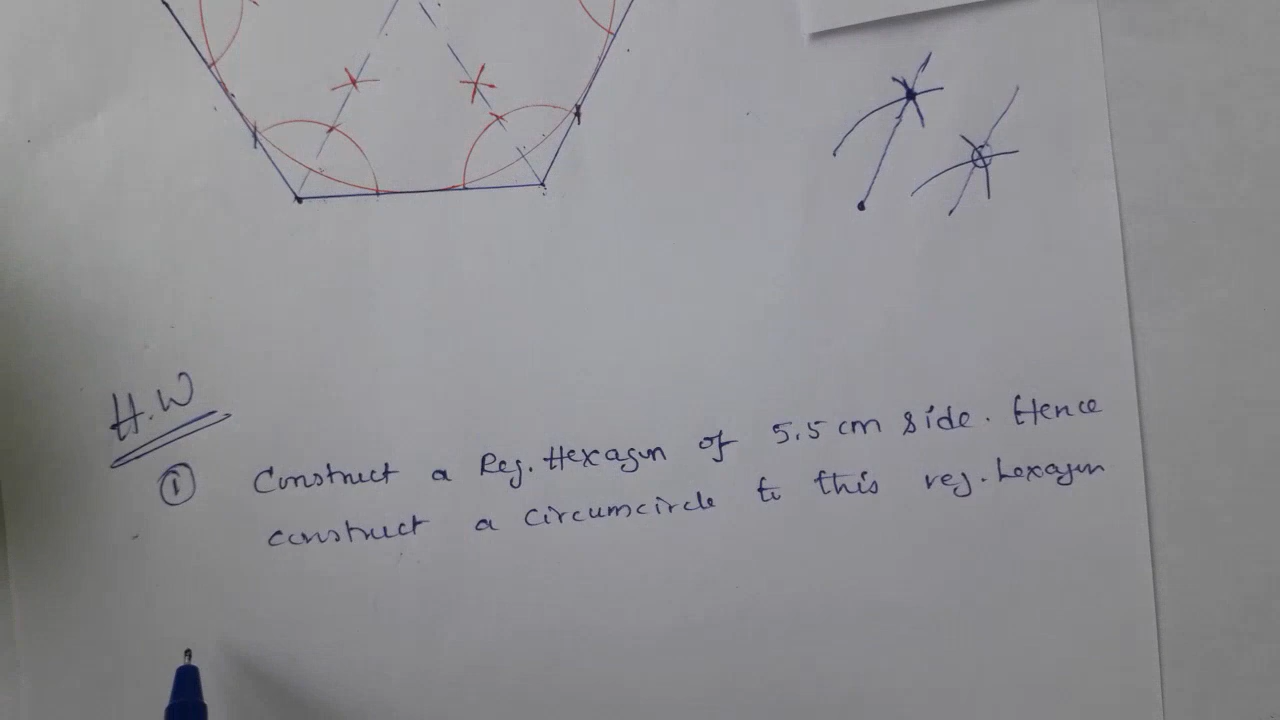 H.W
① Construct a Reg. Hexagon of 5.5 cm side. Hence
construct a circumcircle to this reg. hexagon